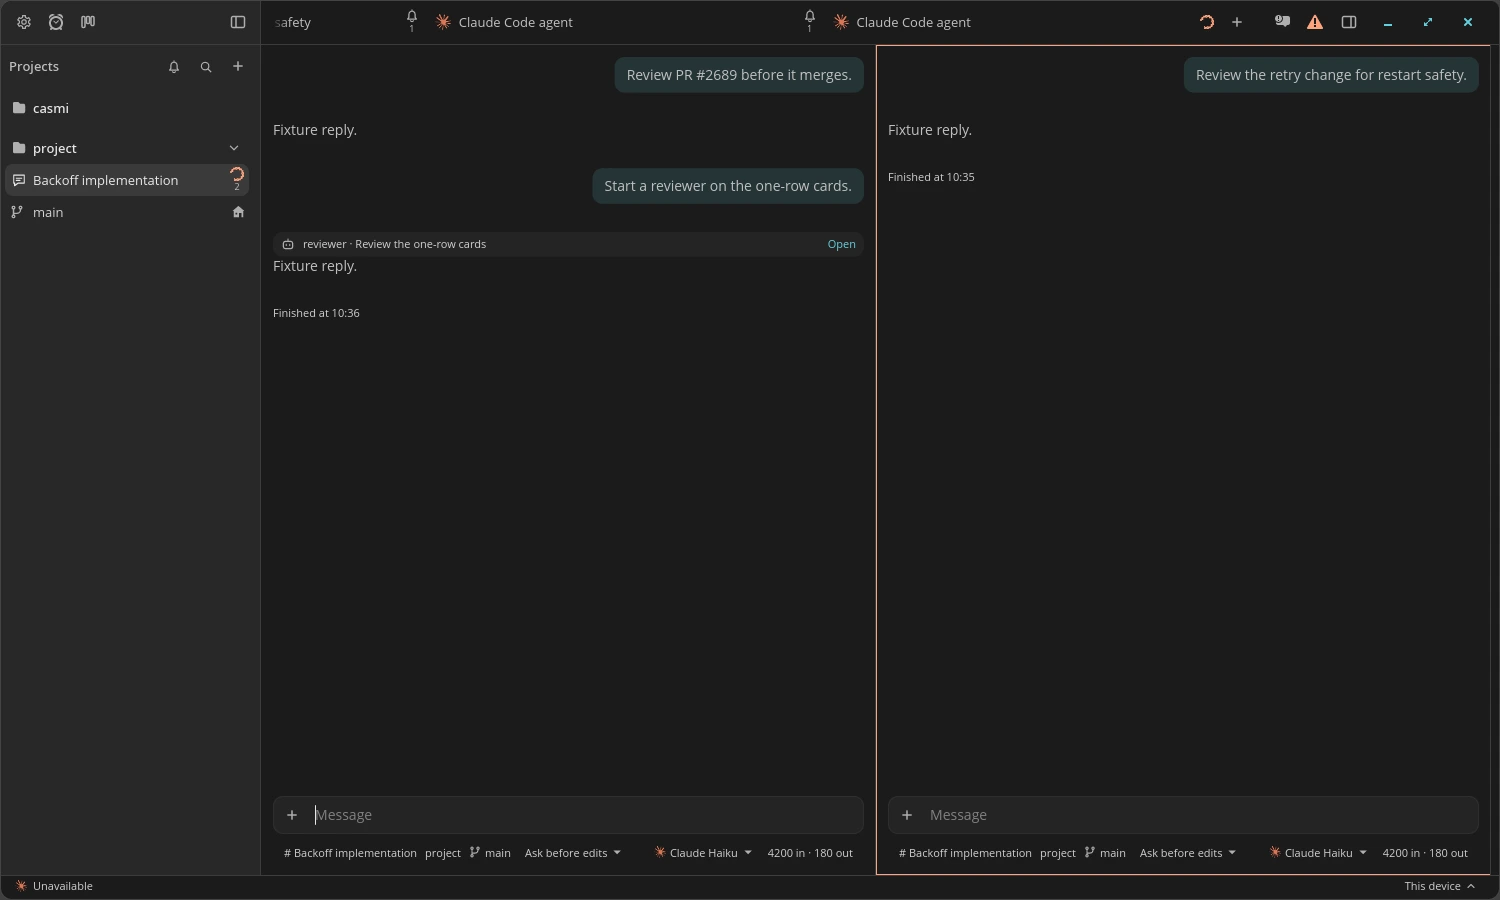 safety
1
Claude Code agent
1
Claude Code agent
Projects
casmi
project
Backoff implementation
2
main
Review PR #2689 before it merges.
Fixture reply.
Start a reviewer on the one-row cards.
reviewer · Review the one-row cards
Open
Fixture reply.
Finished at 10:36
Message
# Backoff implementation project main Ask before edits Claude Haiku 4200 in · 180 out
Review the retry change for restart safety.
Fixture reply.
Finished at 10:35
Message
# Backoff implementation project main Ask before edits Claude Haiku 4200 in · 180 out
Unavailable
This device